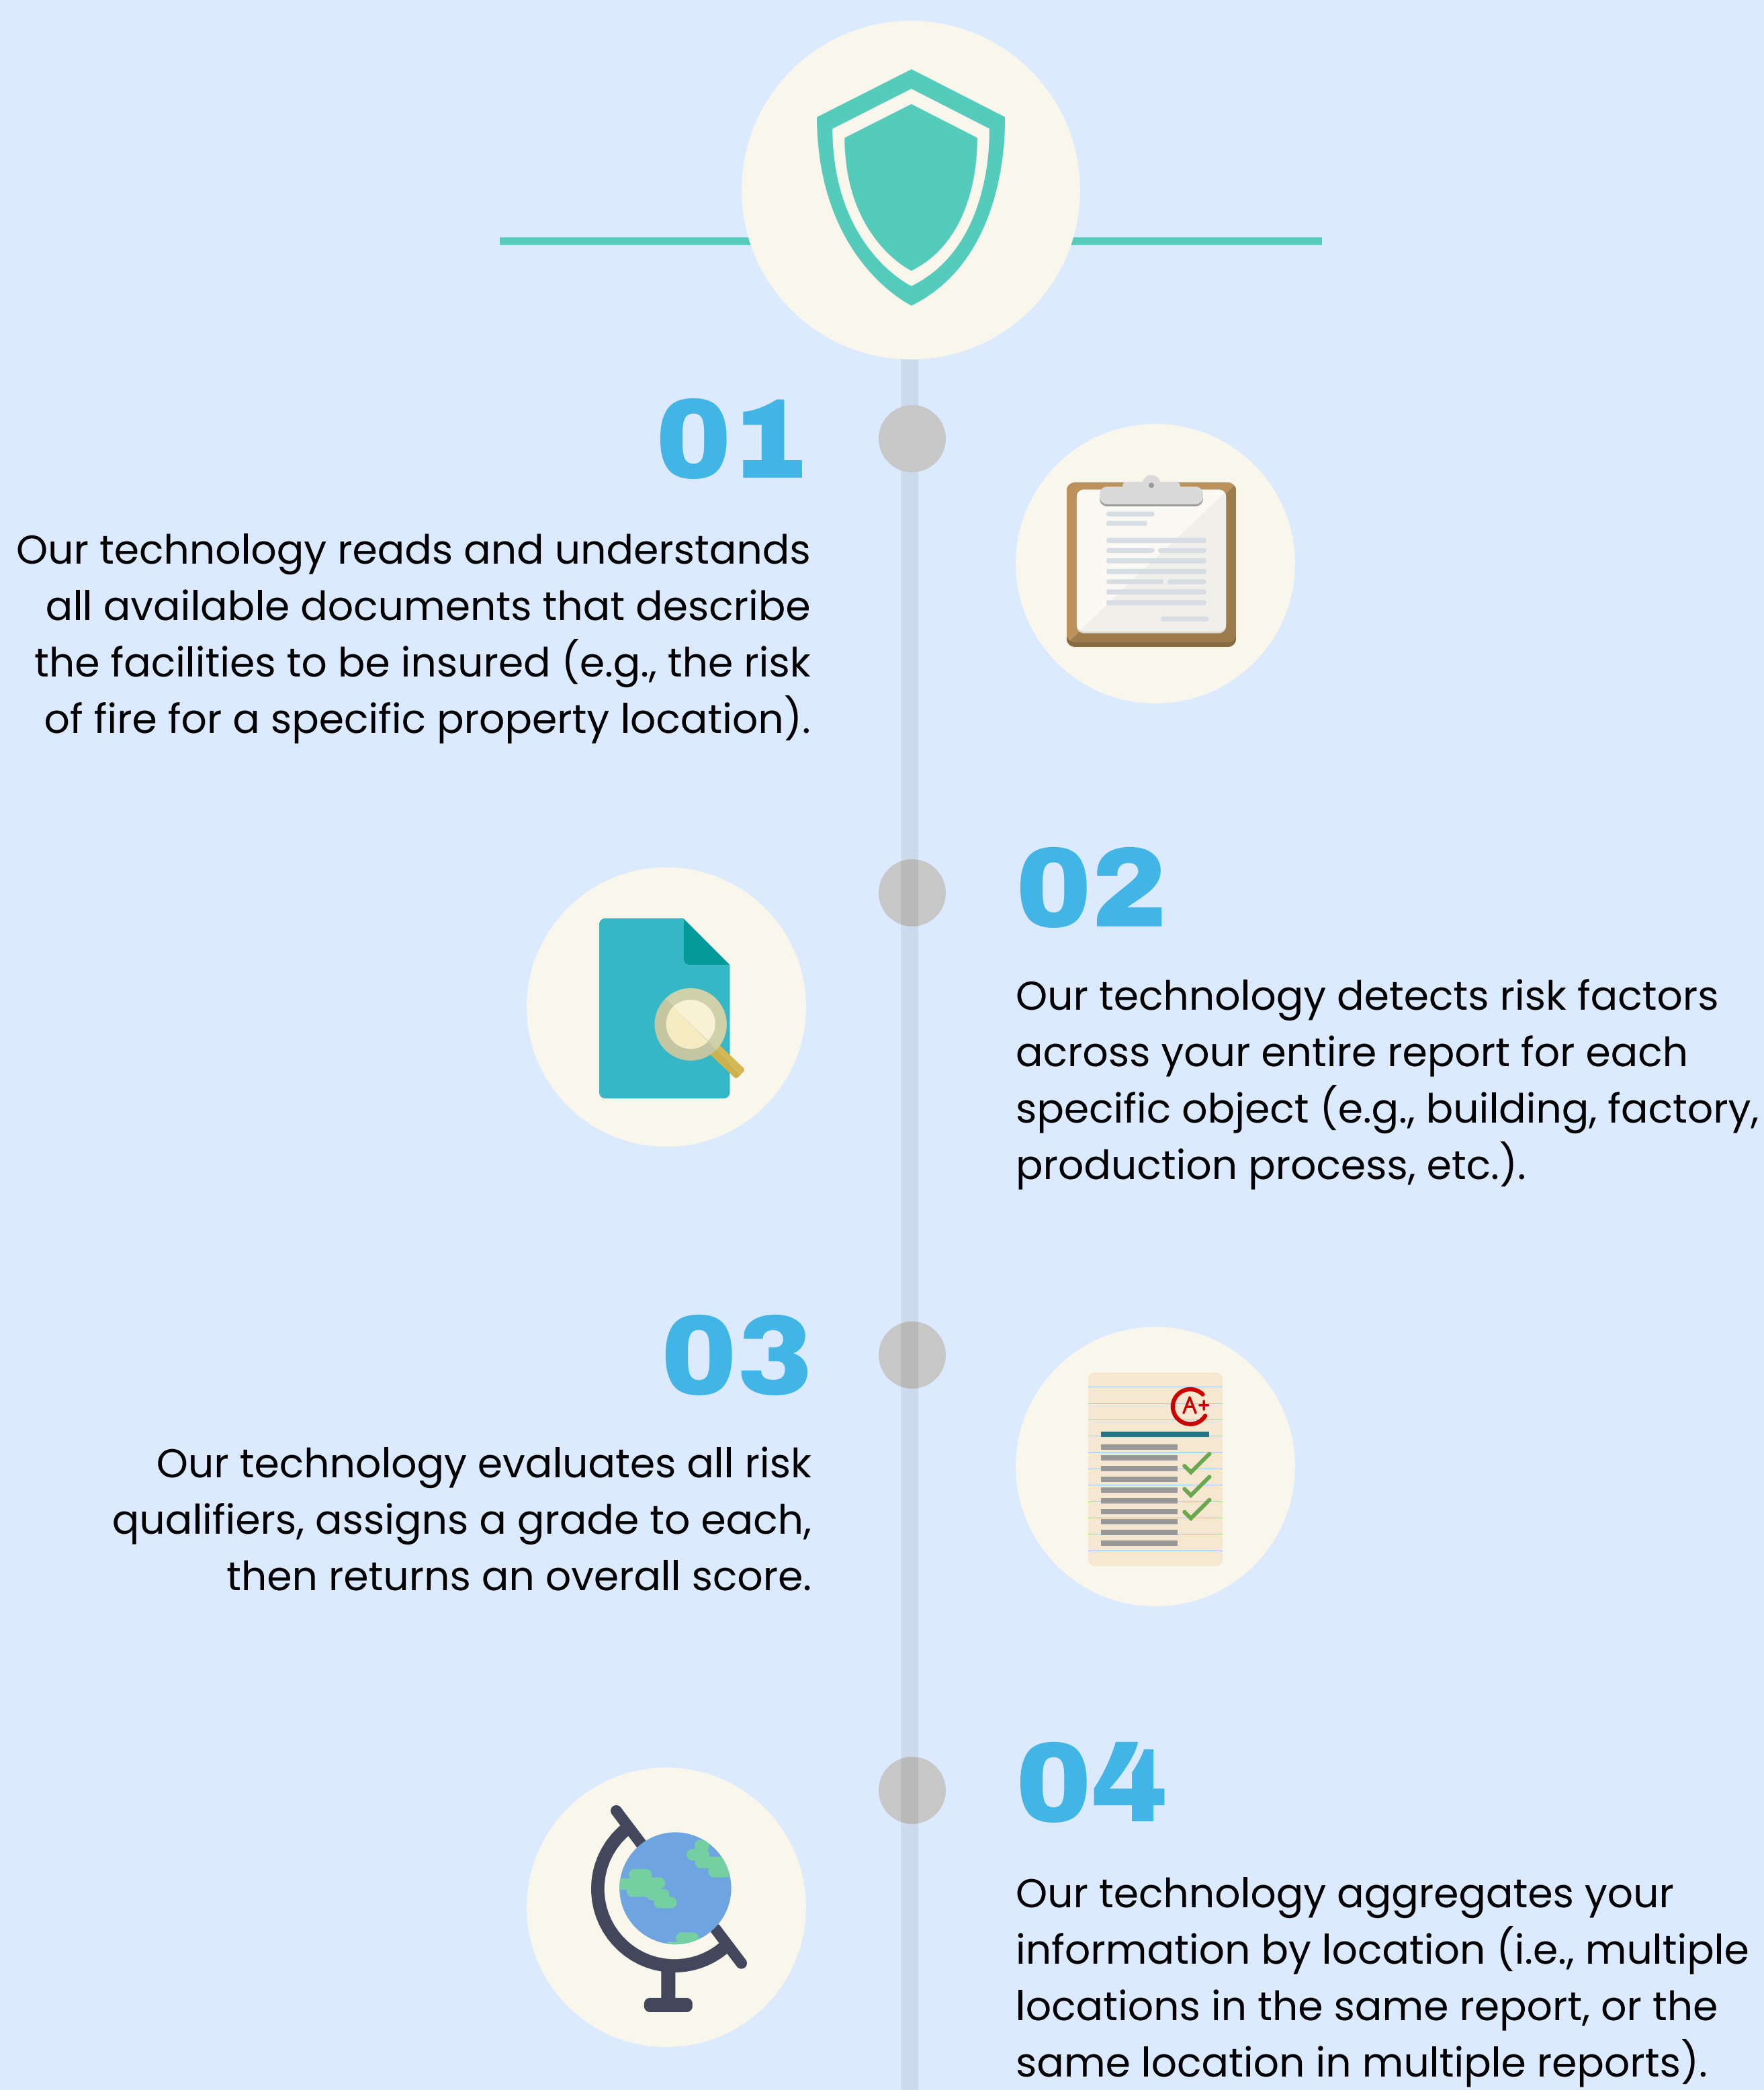 01
Our technology reads and understands
all available documents that describe
the facilities to be insured (e.g., the risk
of fire for a specific property location).
02
Our technology detects risk factors
across your entire report for each
specific object (e.g., building, factory,
production process, etc.).
03
A+
Our technology evaluates all risk
qualifiers, assigns a grade to each,
then returns an overall score.
04
Our technology aggregates your
information by location (i.e., multiple
locations in the same report, or the
same location in multiple reports).